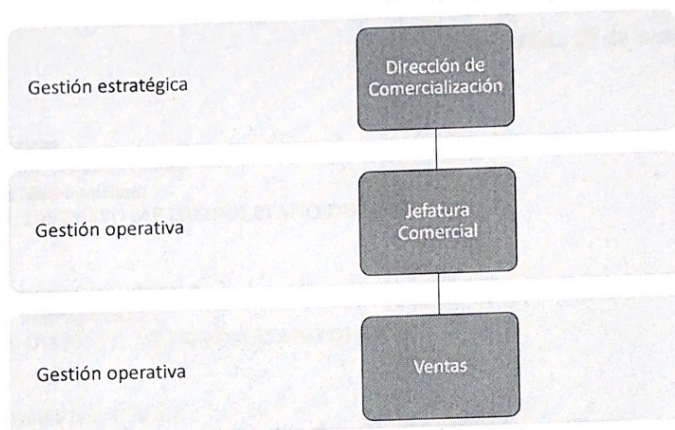 Gestión estratégica
Dirección de
Comercialización
Gestión operativa
Jefatura
Comercial
Gestión operativa
Ventas